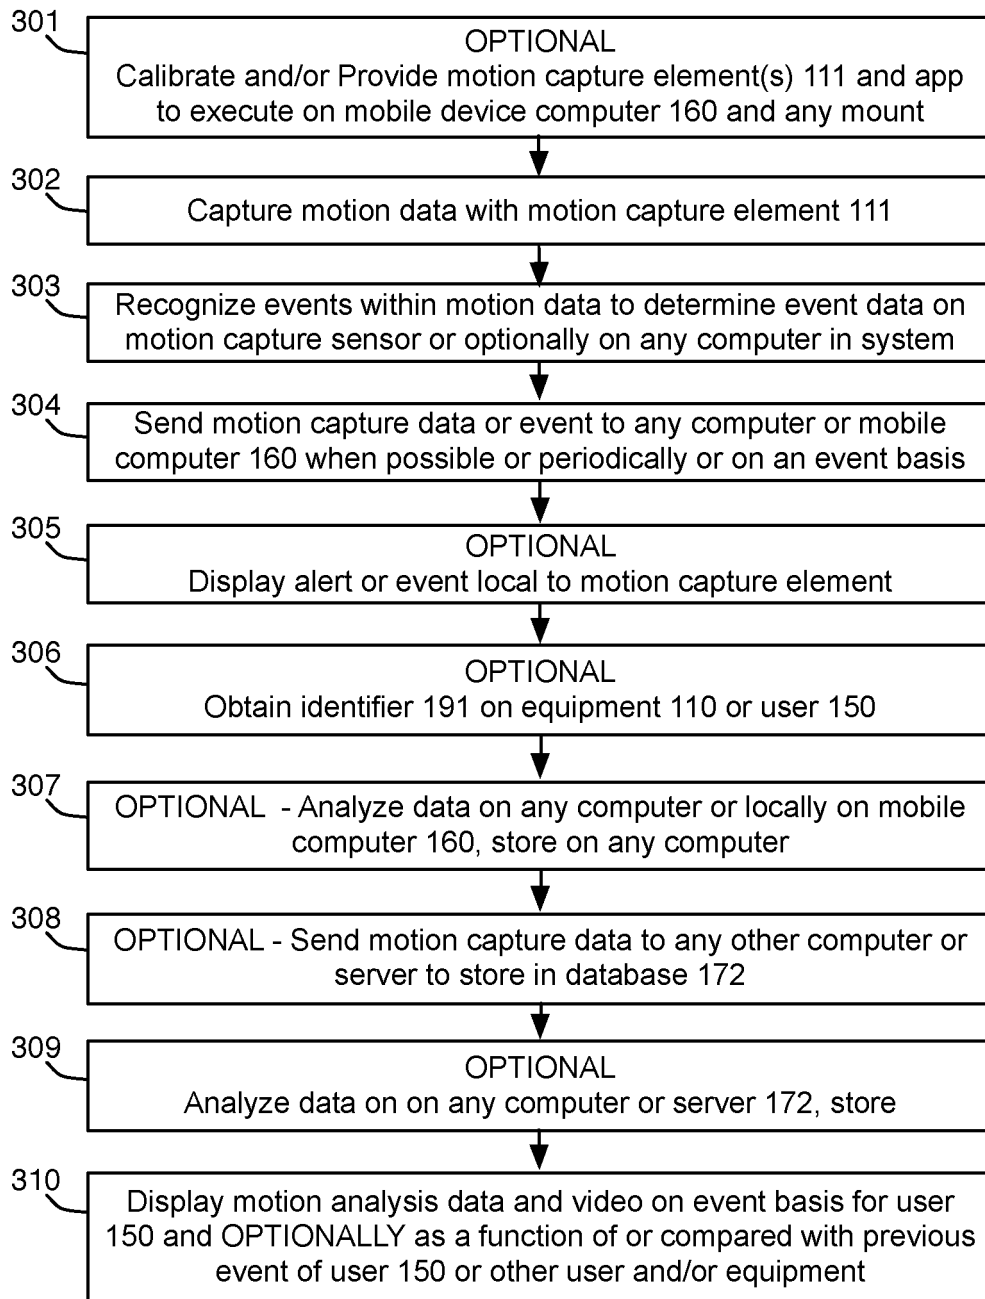 301
OPTIONAL
Calibrate and/or Provide motion capture element(s) 111 and app
to execute on mobile device computer 160 and any mount
302
Capture motion data with motion capture element 111
303
Recognize events within motion data to determine event data on
motion capture sensor or optionally on any computer in system
304
Send motion capture data or event to any computer or mobile
computer 160 when possible or periodically or on an event basis
305
OPTIONAL
Display alert or event local to motion capture element
306
OPTIONAL
Obtain identifier 191 on equipment 110 or user 150
307
OPTIONAL - Analyze data on any computer or locally on mobile
computer 160, store on any computer
308
OPTIONAL - Send motion capture data to any other computer or
server to store in database 172
309
OPTIONAL
Analyze data on on any computer or server 172, store
310
Display motion analysis data and video on event basis for user
150 and OPTIONALLY as a function of or compared with previous
event of user 150 or other user and/or equipment